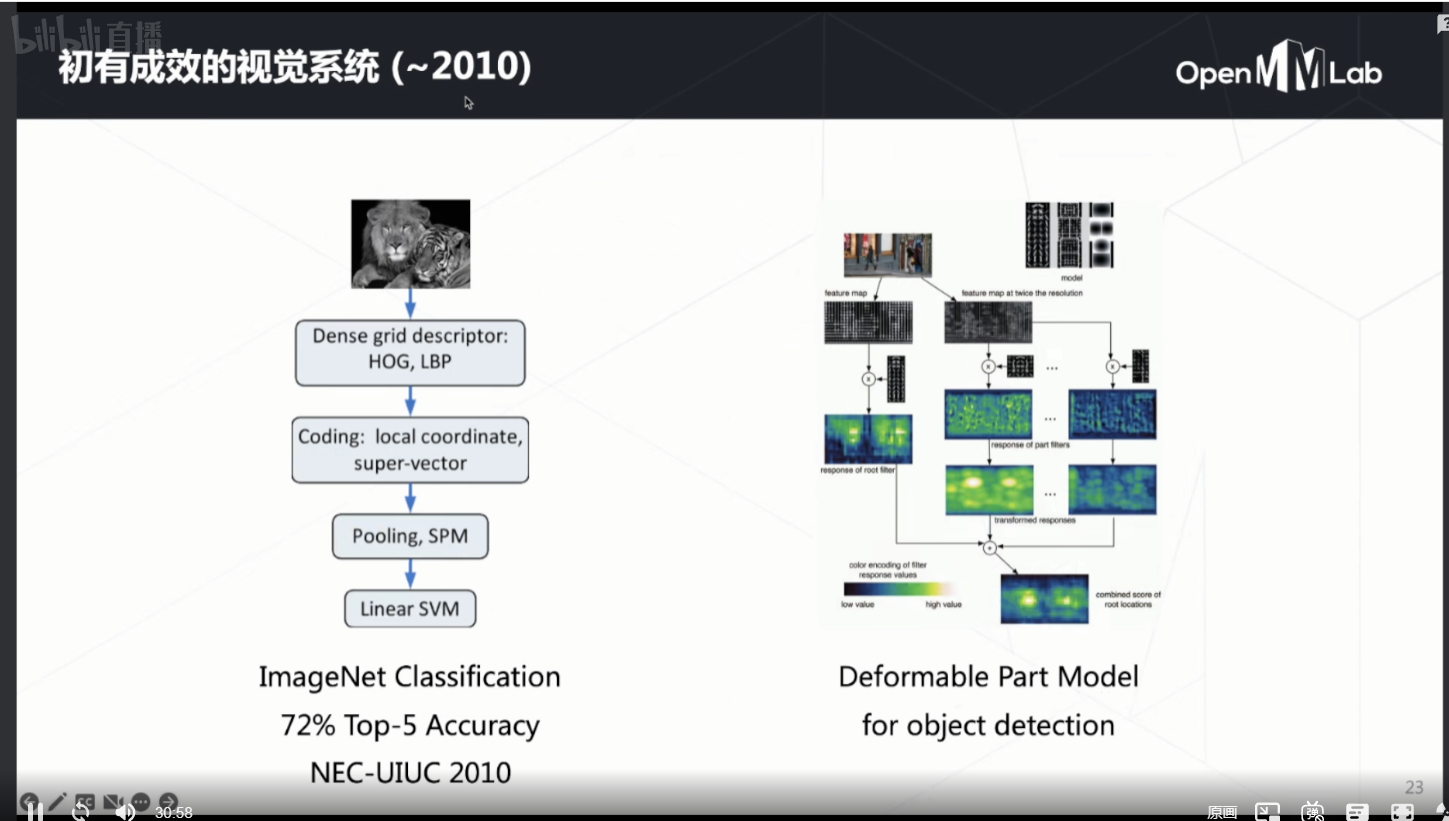 bilibili直播
初有成效的视觉系统 (~2010)
OpenMMLab
Dense grid descriptor:
HOG, LBP
Coding: local coordinate,
super-vector
Pooling, SPM
Linear SVM
ImageNet Classification
72% Top-5 Accuracy
NEC-UIUC 2010
model
feature map
feature map at twice the resolution
x
x
x
...
...
response of part filters
response of root filter
...
transformed responses
+
color encoding of filter
response values
low value
high value
combined score of
root locations
Deformable Part Model
for object detection
23
CC
30:58
原画
弹